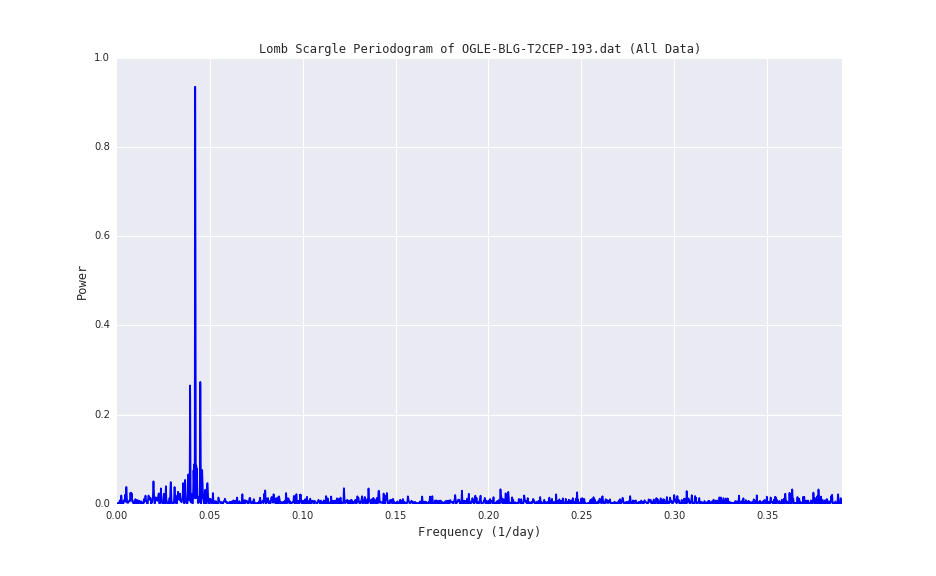 Lomb Scargle Periodogram of OGLE-BLG-T2CEP-193.dat (All Data)
1.0
0.8
0.6
0.4
0.2
0.0
Power
0.00 0.05 0.10 0.15 0.20 0.25 0.30 0.35
Frequency (1/day)